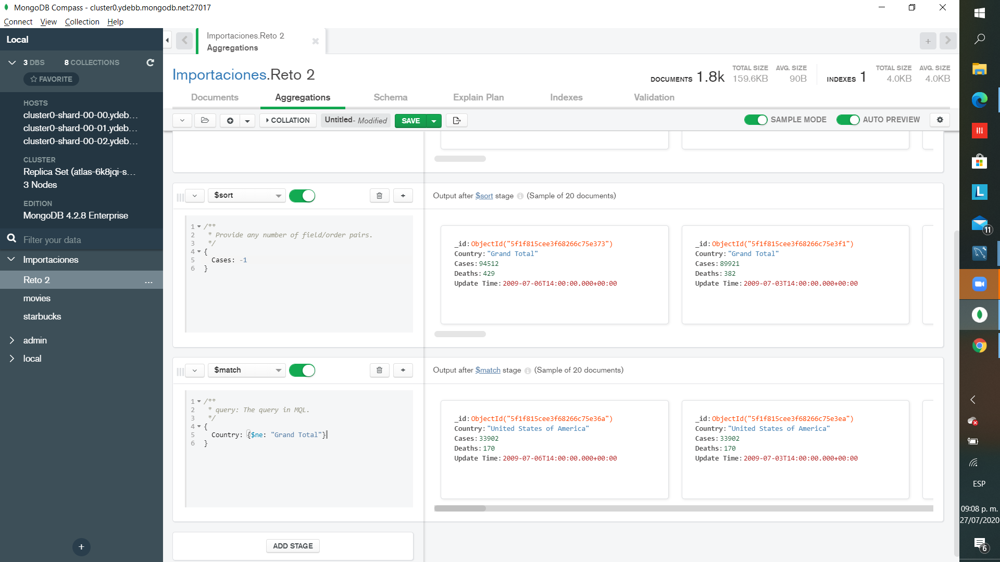 MongoDB Compass - cluster0.ydebb.mongodb.net:27017
Connect View Collection Help
Local
3 DBS 8 COLLECTIONS
FAVORITE
HOSTS
cluster0-shard-00-00.ydeb...
cluster0-shard-00-01.ydeb...
cluster0-shard-00-02.ydeb...
CLUSTER
Replica Set (atlas-6k8jqi-s...
3 Nodes
EDITION
MongoDB 4.2.8 Enterprise
Filter your data
Importaciones
Reto 2 ...
movies
starbucks
admin
local
+
Importaciones.Reto 2
Aggregations
Importaciones.Reto 2
DOCUMENTS 1.8k
TOTAL SIZE 159.6KB
AVG. SIZE 90B
INDEXES 1
TOTAL SIZE 4.0KB
AVG. SIZE 4.0KB
Documents Aggregations Schema Explain Plan Indexes Validation
COLLATION Untitled- Modified SAVE SAMPLE MODE AUTO PREVIEW
$sort
Output after $sort stage (Sample of 20 documents)
1 /**
2 * Provide any number of field/order pairs.
3 */
4 {
5 Cases: -1
6 }
_id:ObjectId("5f1f815cee3f68266c75e373")
Country:"Grand Total"
Cases:94512
Deaths:429
Update Time:2009-07-06T14:00:00.000+00:00
_id:ObjectId("5f1f815cee3f68266c75e3f1")
Country:"Grand Total"
Cases:89921
Deaths:382
Update Time:2009-07-03T14:00:00.000+00:00
$match
Output after $match stage (Sample of 20 documents)
1 /**
2 * query: The query in MQL.
3 */
4 {
5 Country: {$ne: "Grand Total"}
6 }
_id:ObjectId("5f1f815cee3f68266c75e36a")
Country:"United States of America"
Cases:33902
Deaths:170
Update Time:2009-07-06T14:00:00.000+00:00
_id:ObjectId("5f1f815cee3f68266c75e3ea")
Country:"United States of America"
Cases:33902
Deaths:170
Update Time:2009-07-03T14:00:00.000+00:00
ADD STAGE
L
11
ESP
09:08 p. m.
27/07/2020
6